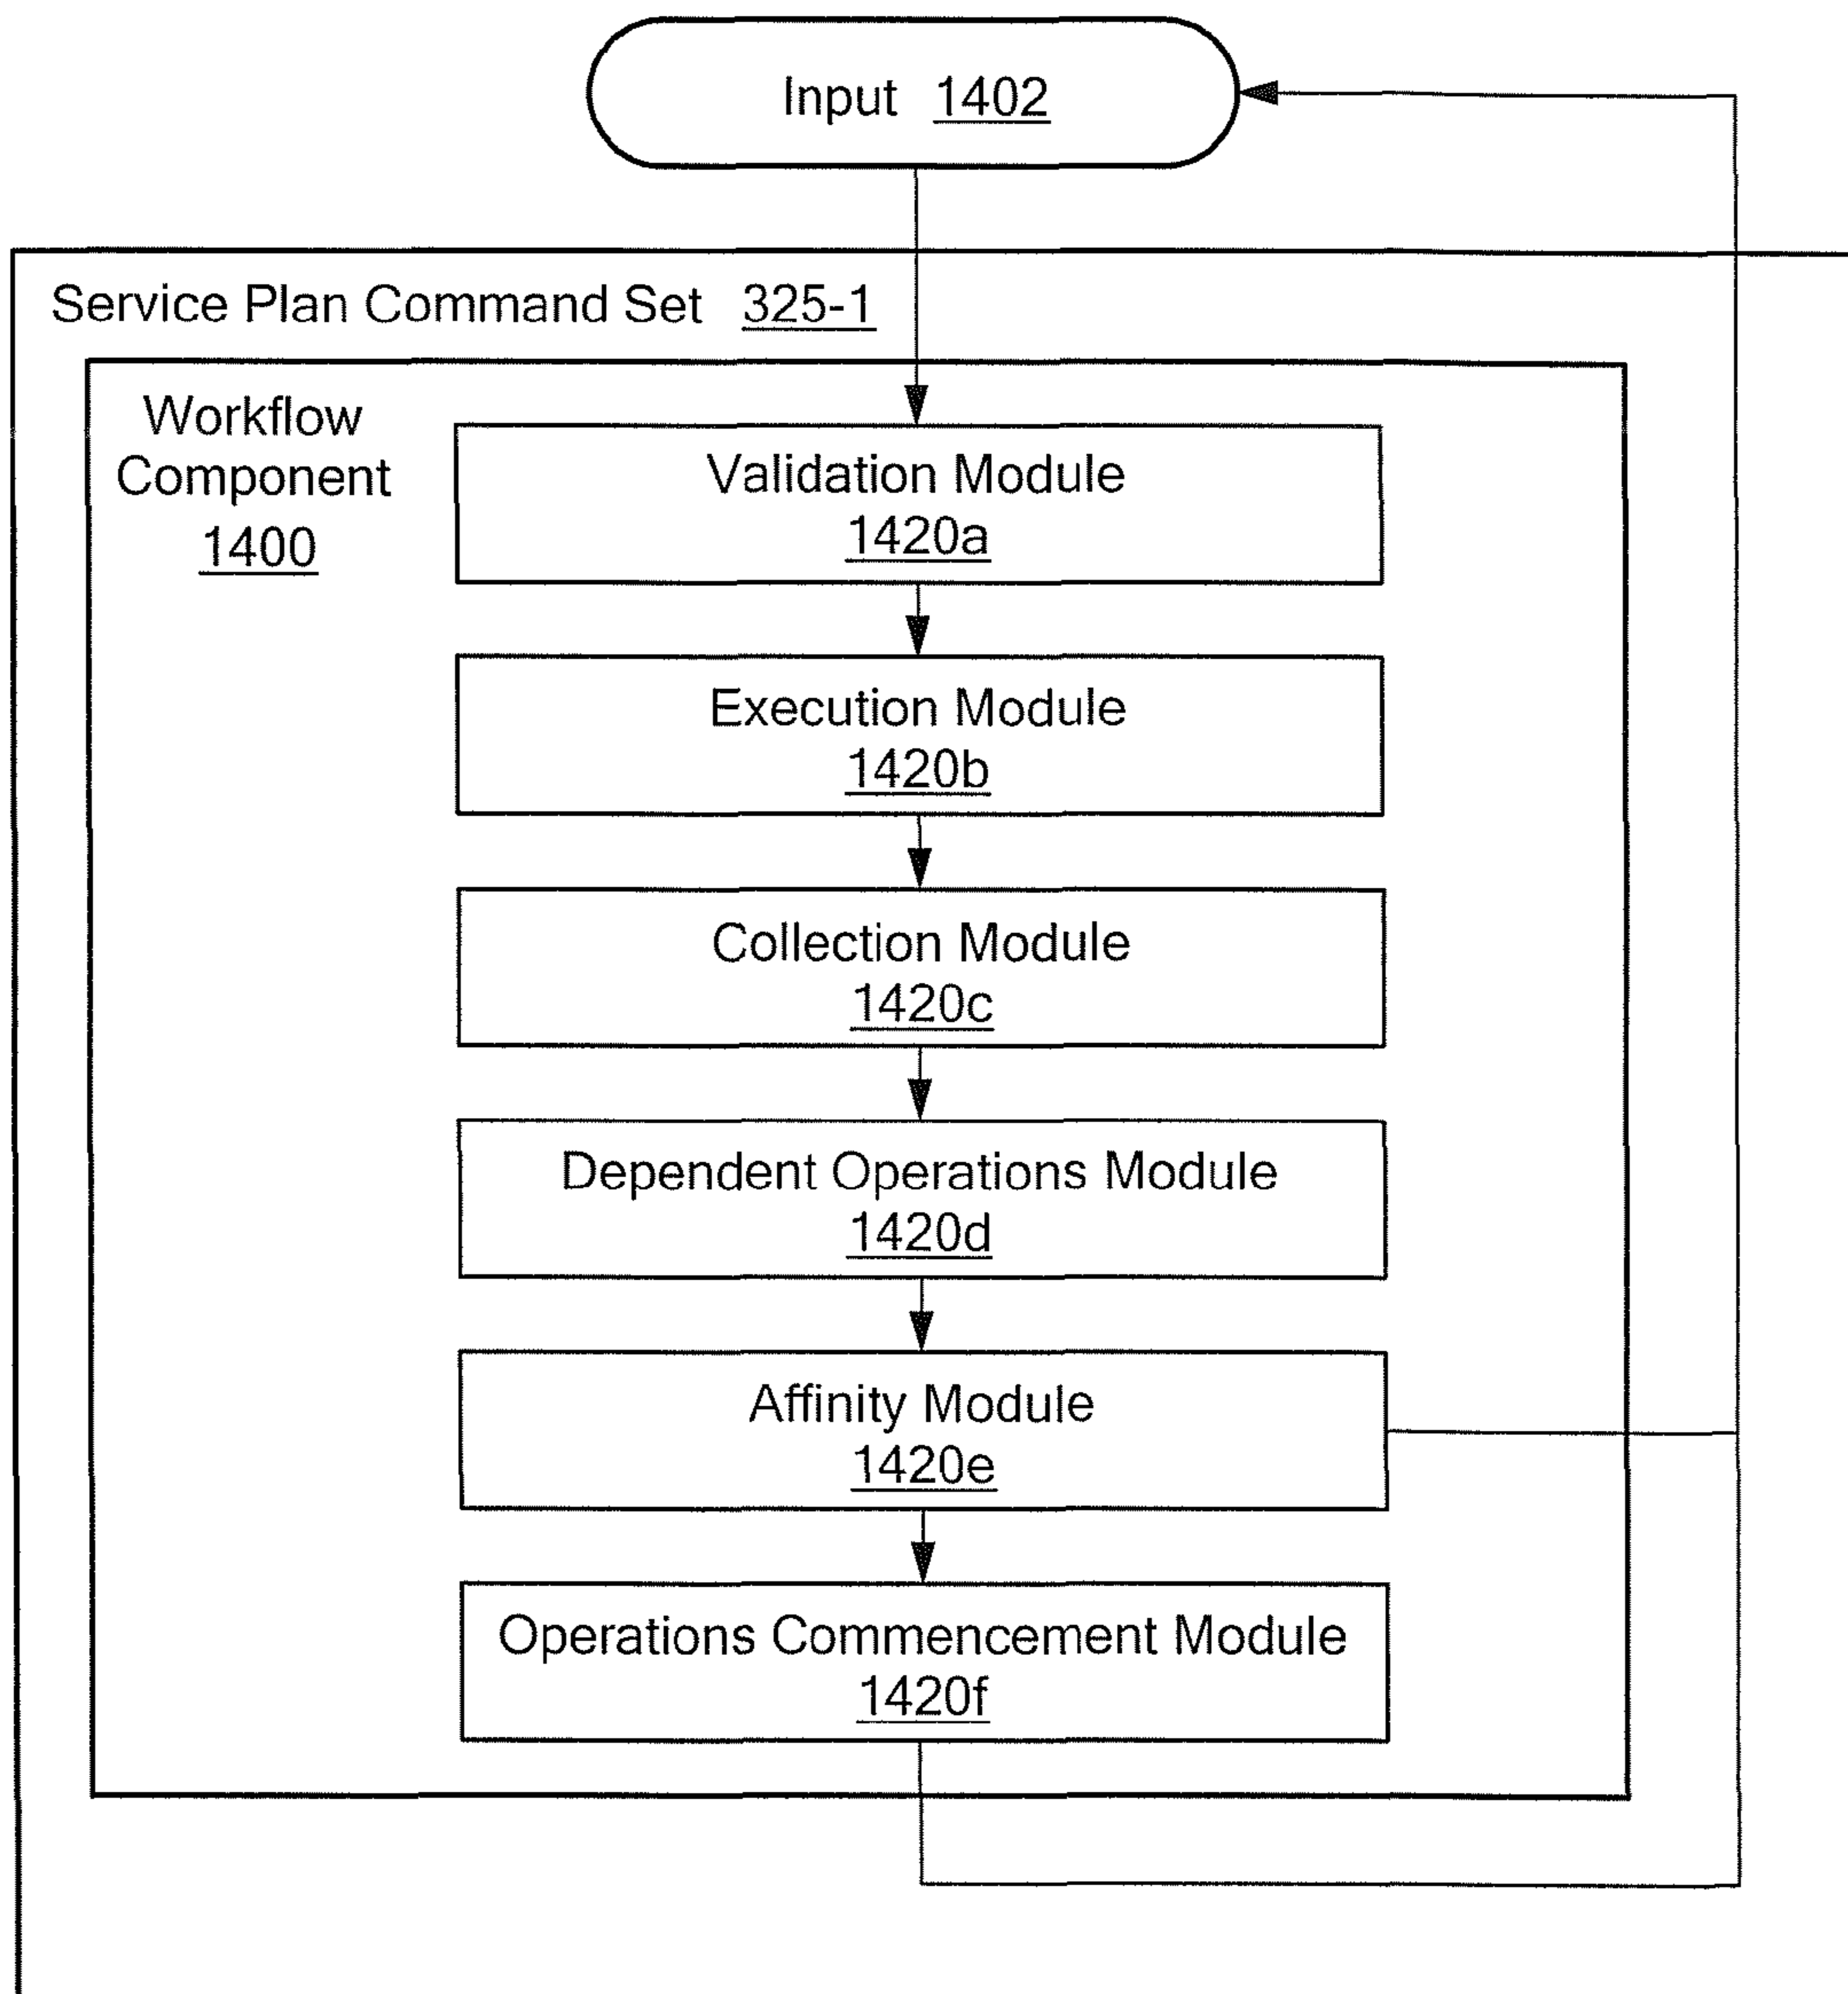 Input 1402
Service Plan Command Set 325-1
Workflow
Component
1400
Validation Module
1420a
Execution Module
1420b
Collection Module
1420c
Dependent Operations Module
1420d
Affinity Module
1420e
Operations Commencement Module
1420f